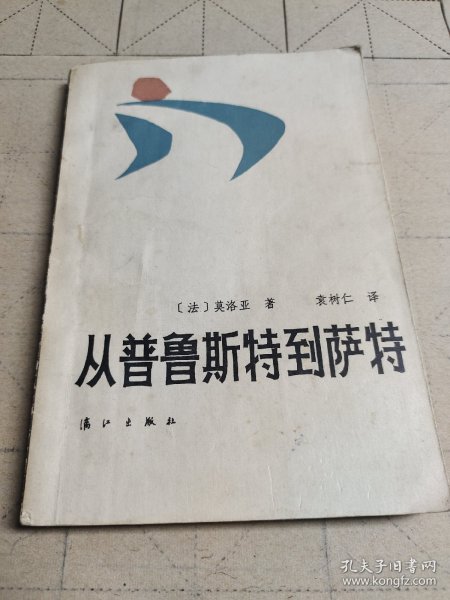 〔法〕莫洛亚 著 袁树仁 译
从普鲁斯特到萨特
漓江出版社
孔夫子旧书网
www.kongfz.com